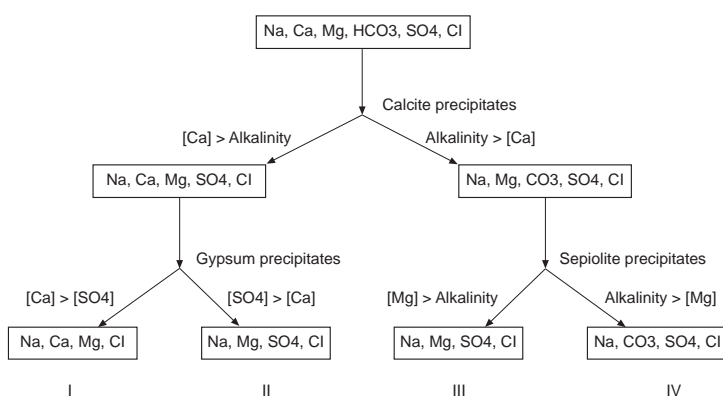 Na, Ca, Mg, HCO3, SO4, Cl
Calcite precipitates
[Ca] > Alkalinity
Alkalinity > [Ca]
Na, Ca, Mg, SO4, Cl
Na, Mg, CO3, SO4, Cl
Gypsum precipitates
Sepiolite precipitates
[Ca] > [SO4]
[SO4] > [Ca]
[Mg] > Alkalinity
Alkalinity > [Mg]
Na, Ca, Mg, Cl
Na, Mg, SO4, Cl
Na, Mg, SO4, Cl
Na, CO3, SO4, Cl
I
II
III
IV